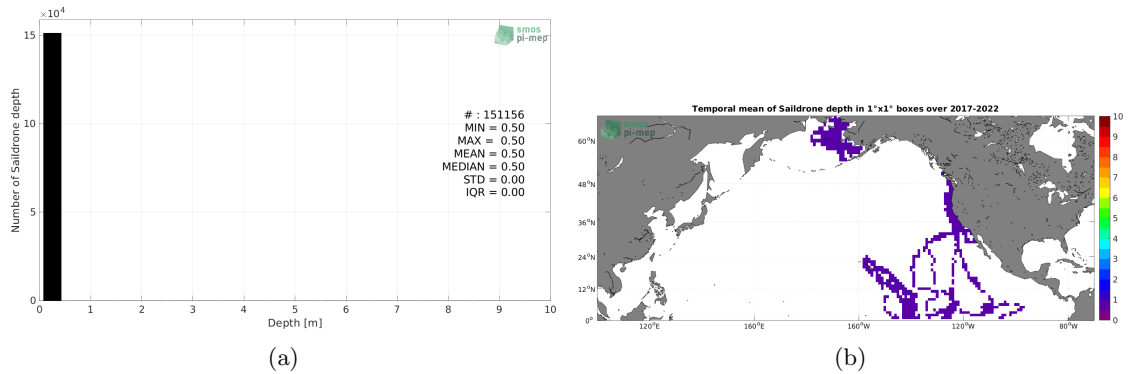 ×10⁴
15
10
5
0
Number of Saildrone depth
smos
pi-mep
# : 151156
MIN = 0.50
MAX = 0.50
MEAN = 0.50
MEDIAN = 0.50
STD = 0.00
IQR = 0.00
0 1 2 3 4 5 6 7 8 9 10
Depth [m]
(a)
Temporal mean of Saildrone depth in 1°x1° boxes over 2017-2022
smos
pi-mep
60°N
48°N
36°N
24°N
12°N
0°
120°E 160°E 160°W 120°W 80°W
10
9
8
7
6
5
4
3
2
1
0
(b)